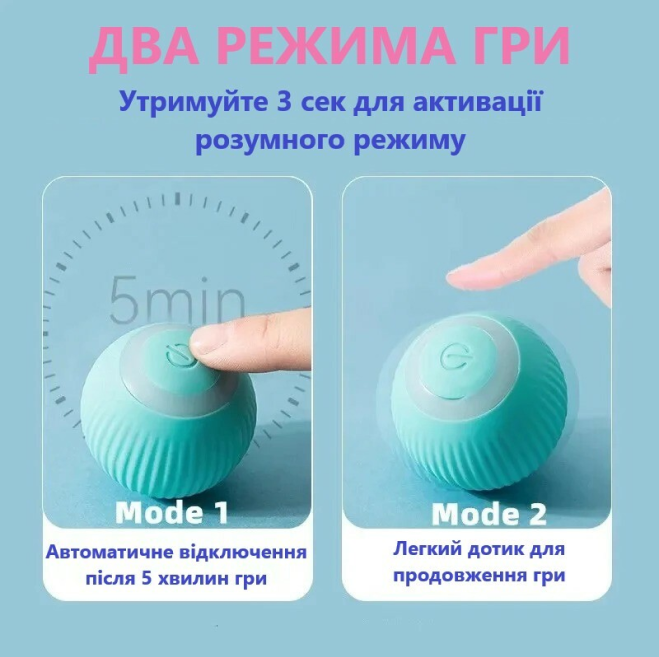 ДВА РЕЖИМА ГРИ
Утримуйте 3 сек для активації
розумного режиму
5min
Mode 1
Автоматичне відключення
після 5 хвилин гри
Mode 2
Легкий дотик для
продовження гри